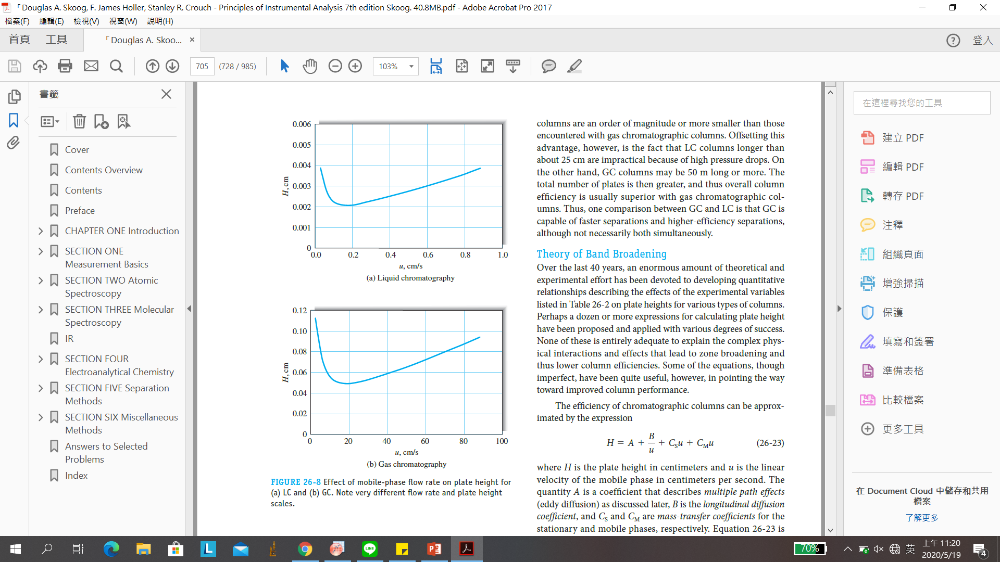 「Douglas A. Skoog, F. James Holler, Stanley R. Crouch - Principles of Instrumental Analysis 7th edition Skoog. 40.8MB.pdf - Adobe Acrobat Pro 2017
檔案(F) 編輯(E) 檢視(V) 視窗(W) 說明(H)
首頁 工具 「Douglas A. Skoo... 登入
705 (728 / 985) 103%
書籤
Cover
Contents Overview
Contents
Preface
CHAPTER ONE Introduction
SECTION ONE
Measurement Basics
SECTION TWO Atomic
Spectroscopy
SECTION THREE Molecular
Spectroscopy
IR
SECTION FOUR
Electroanalytical Chemistry
SECTION FIVE Separation
Methods
SECTION SIX Miscellaneous
Methods
Answers to Selected
Problems
Index
0.006
0.005
0.004
0.003
0.002
0.001
0
H, cm
0.0 0.2 0.4 0.6 0.8 1.0
u, cm/s
(a) Liquid chromatography
0.12
0.10
0.08
0.06
0.04
0.02
0
H, cm
0 20 40 60 80 100
u, cm/s
(b) Gas chromatography
FIGURE 26-8 Effect of mobile-phase flow rate on plate height for
(a) LC and (b) GC. Note very different flow rate and plate height
scales.
columns are an order of magnitude or more smaller than those
encountered with gas chromatographic columns. Offsetting this
advantage, however, is the fact that LC columns longer than
about 25 cm are impractical because of high pressure drops. On
the other hand, GC columns may be 50 m long or more. The
total number of plates is then greater, and thus overall column
efficiency is usually superior with gas chromatographic col-
umns. Thus, one comparison between GC and LC is that GC is
capable of faster separations and higher-efficiency separations,
although not necessarily both simultaneously.
Theory of Band Broadening
Over the last 40 years, an enormous amount of theoretical and
experimental effort has been devoted to developing quantitative
relationships describing the effects of the experimental variables
listed in Table 26-2 on plate heights for various types of columns.
Perhaps a dozen or more expressions for calculating plate height
have been proposed and applied with various degrees of success.
None of these is entirely adequate to explain the complex phys-
ical interactions and effects that lead to zone broadening and
thus lower column efficiencies. Some of the equations, though
imperfect, have been quite useful, however, in pointing the way
toward improved column performance.
The efficiency of chromatographic columns can be approx-
imated by the expression
H = A + B/u + CSu + CMu (26-23)
where H is the plate height in centimeters and u is the linear
velocity of the mobile phase in centimeters per second. The
quantity A is a coefficient that describes multiple path effects
(eddy diffusion) as discussed later, B is the longitudinal diffusion
coefficient, and CS and CM are mass-transfer coefficients for the
stationary and mobile phases, respectively. Equation 26-23 is
在這裡尋找您的工具
建立 PDF
編輯 PDF
轉存 PDF
注釋
組織頁面
增強掃描
保護
填寫和簽署
準備表格
比較檔案
更多工具
在 Document Cloud 中儲存和共用
檔案
了解更多
70%
英
上午 11:20
2020/5/19
4